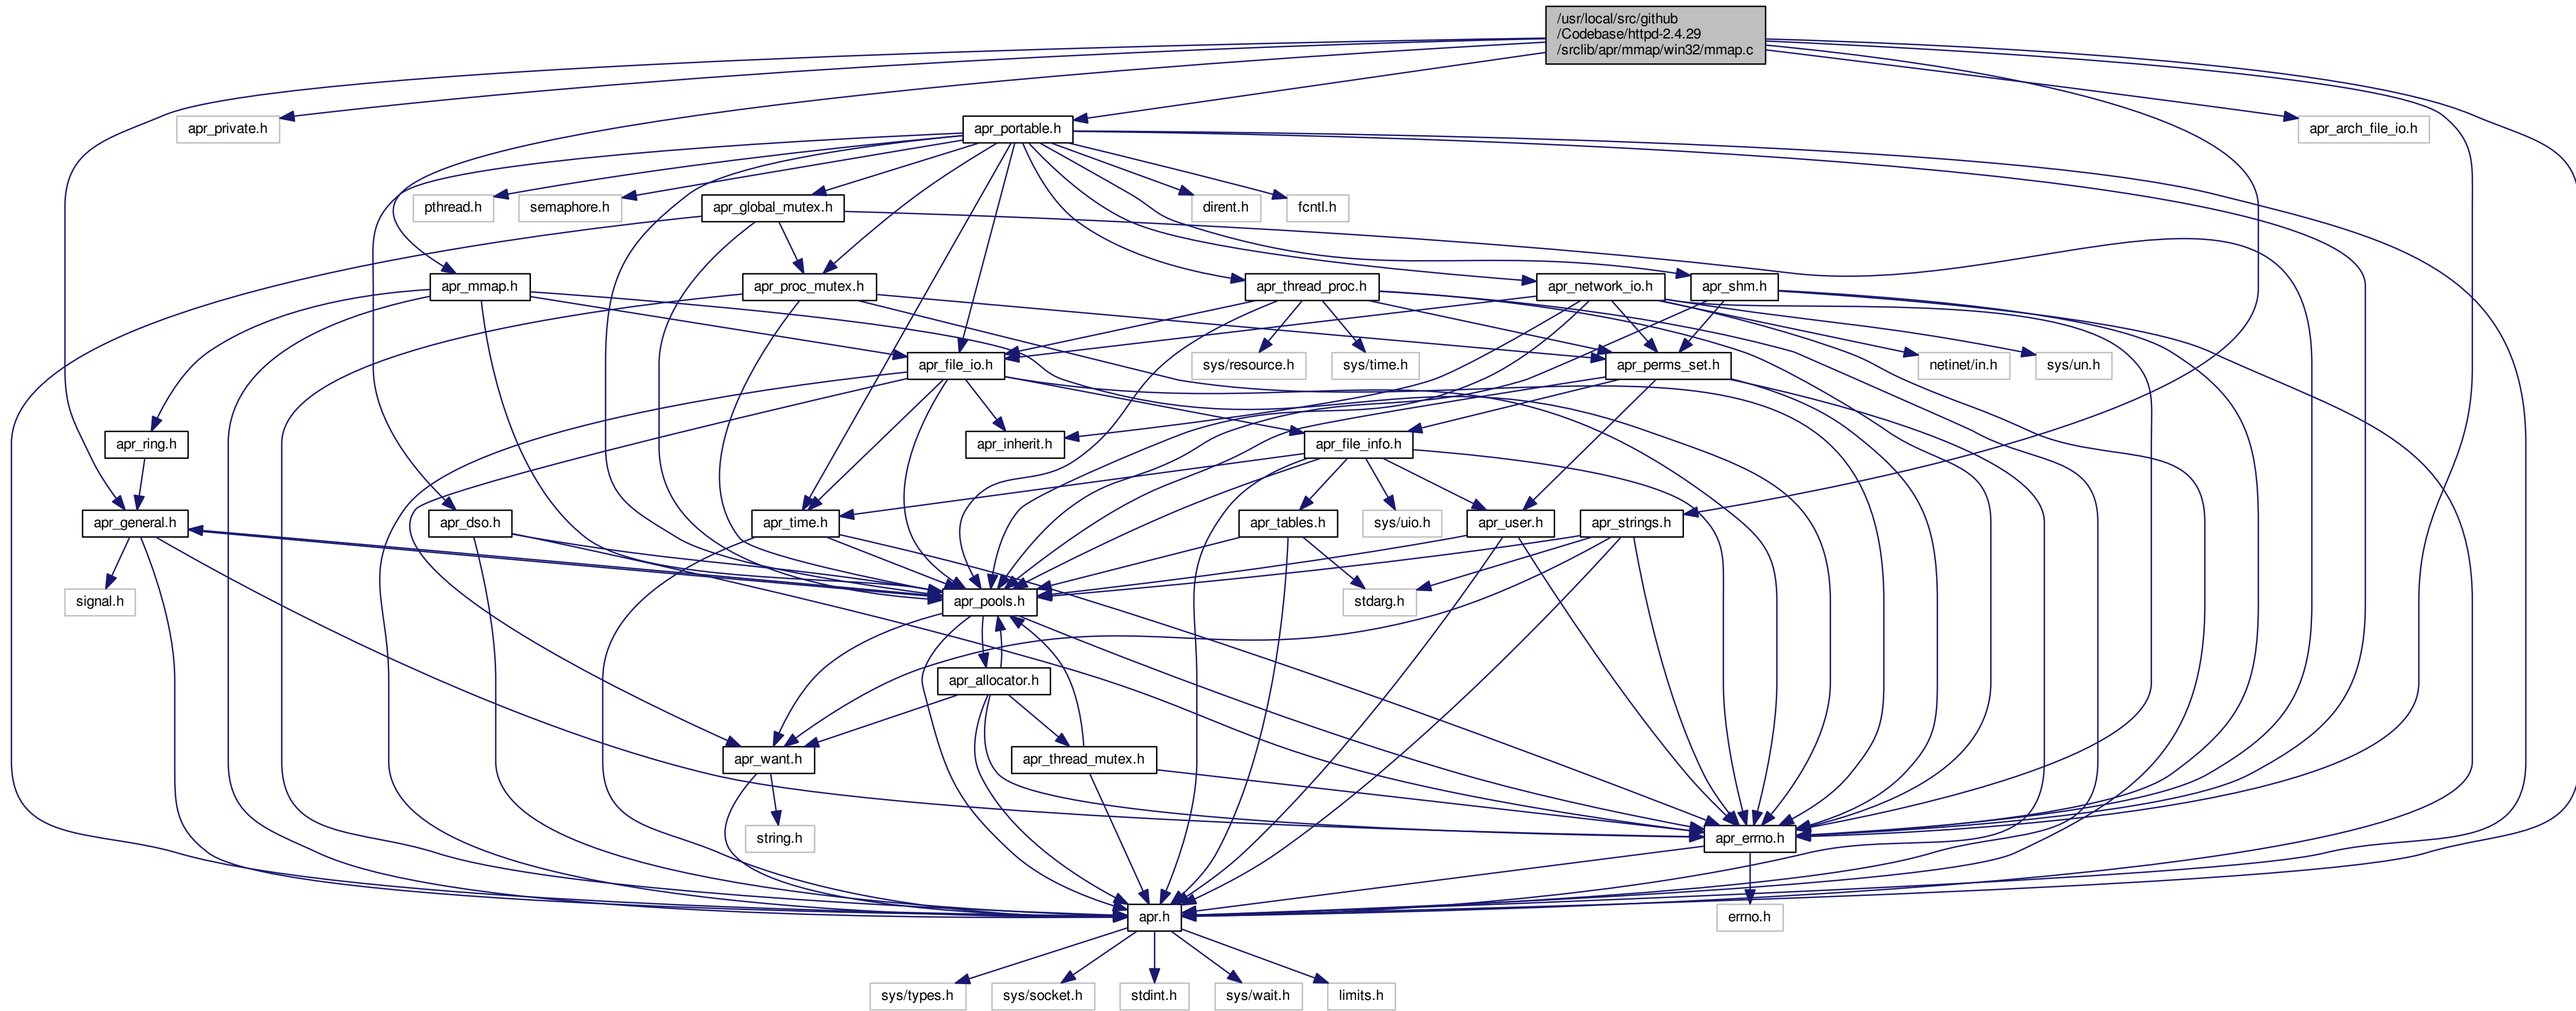 /usr/local/src/github
/Codebase/httpd-2.4.29
/srclib/apr/mmap/win32/mmap.c
apr_private.h
apr_portable.h
apr_arch_file_io.h
pthread.h
semaphore.h
apr_global_mutex.h
dirent.h
fcntl.h
apr_mmap.h
apr_proc_mutex.h
apr_thread_proc.h
apr_network_io.h
apr_shm.h
apr_file_io.h
sys/resource.h
sys/time.h
apr_perms_set.h
netinet/in.h
sys/un.h
apr_ring.h
apr_inherit.h
apr_file_info.h
apr_general.h
apr_dso.h
apr_time.h
apr_tables.h
sys/uio.h
apr_user.h
apr_strings.h
signal.h
apr_pools.h
stdarg.h
apr_allocator.h
apr_want.h
apr_thread_mutex.h
string.h
apr_errno.h
apr.h
errno.h
sys/types.h
sys/socket.h
stdint.h
sys/wait.h
limits.h